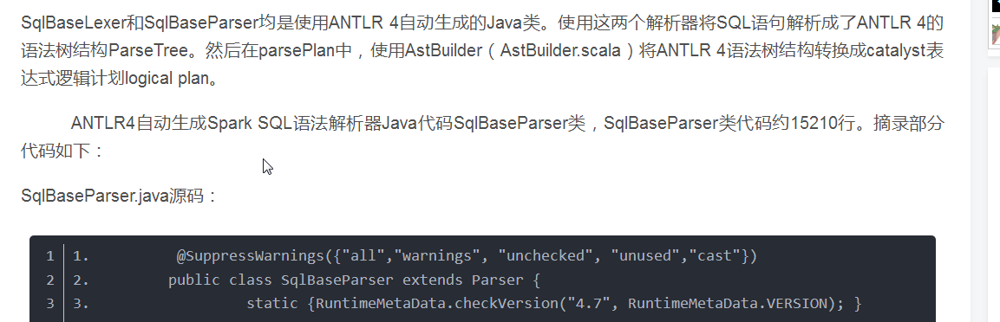 SqlBaseLexer和SqlBaseParser均是使用ANTLR 4自动生成的Java类。使用这两个解析器将SQL语句解析成了ANTLR 4的
语法树结构ParseTree。然后在parsePlan中，使用AstBuilder（AstBuilder.scala）将ANTLR 4语法树结构转换成catalyst表
达式逻辑计划logical plan。
ANTLR4自动生成Spark SQL语法解析器Java代码SqlBaseParser类，SqlBaseParser类代码约15210行。摘录部分
代码如下：
SqlBaseParser.java源码：
1 1. @SuppressWarnings({"all","warnings", "unchecked", "unused","cast"})
2 2. public class SqlBaseParser extends Parser {
3 3. static {RuntimeMetaData.checkVersion("4.7", RuntimeMetaData.VERSION); }